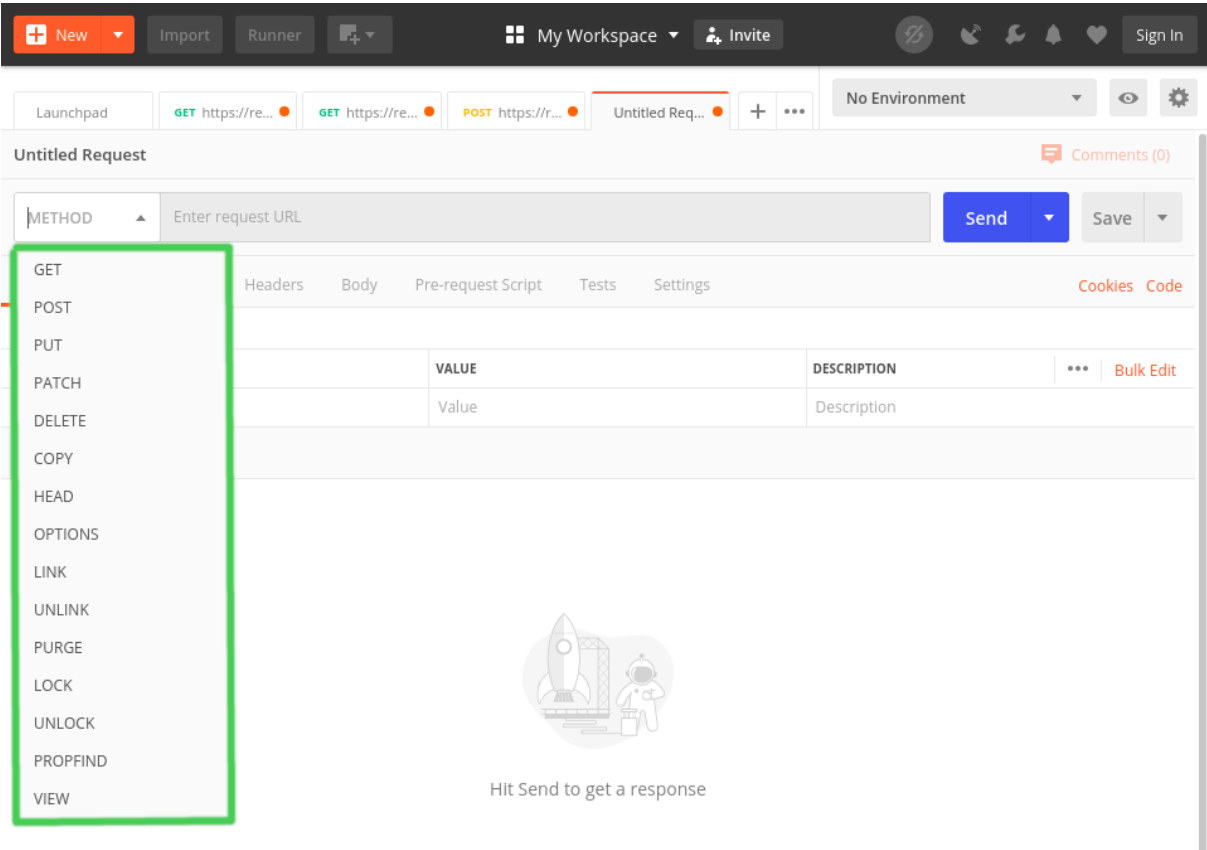 New Import Runner My Workspace Invite Sign In
Launchpad GET https://re... GET https://re... POST https://r... Untitled Req... + ••• No Environment
Untitled Request Comments (0)
METHOD Enter request URL Send Save
GET
Headers Body Pre-request Script Tests Settings Cookies Code
POST
PUT
VALUE DESCRIPTION ••• Bulk Edit
PATCH
Value Description
DELETE
COPY
HEAD
OPTIONS
LINK
UNLINK
PURGE
LOCK
UNLOCK
PROPFIND
VIEW
Hit Send to get a response